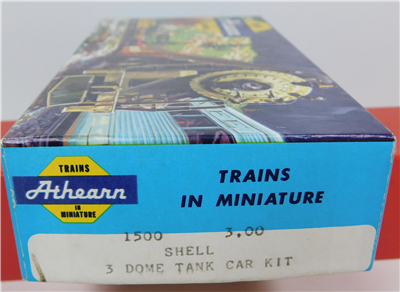 TRAINS
Athearn
IN
MINIATURE
TRAINS
IN MINIATURE
1500 3.00
SHELL
3 DOME TANK CAR KIT